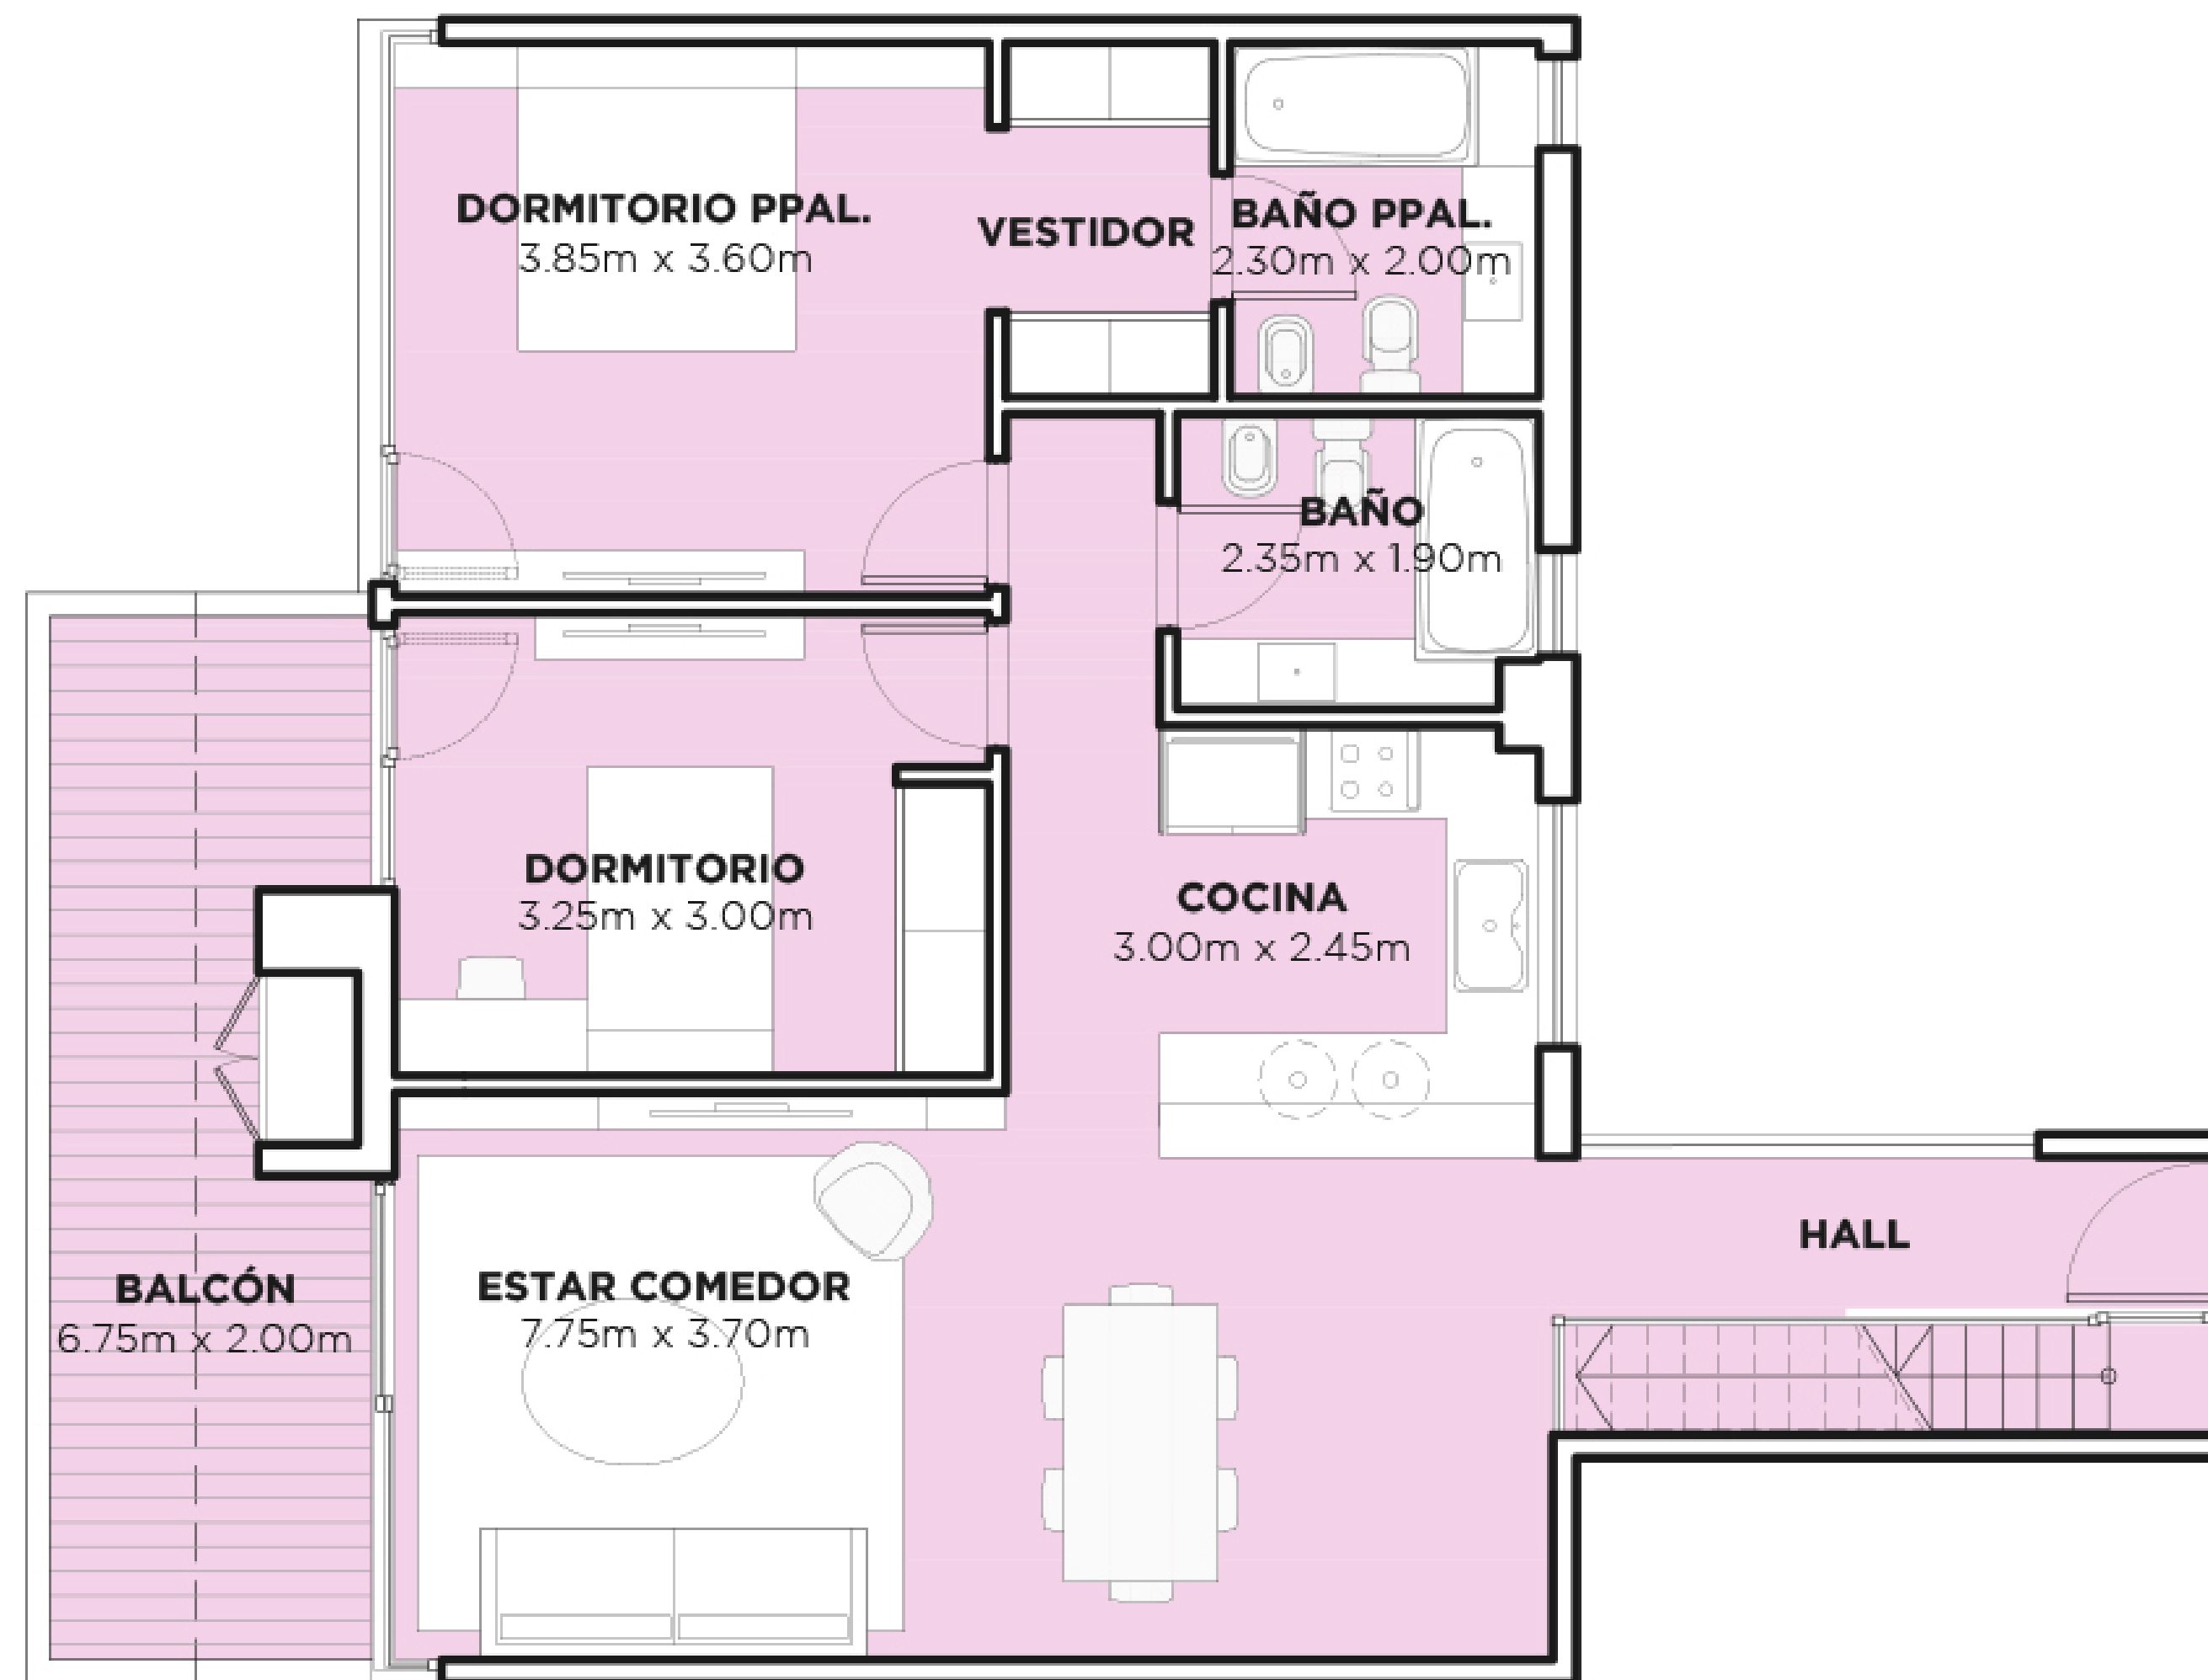 DORMITORIO PPAL.
3.85m x 3.60m
VESTIDOR
BAÑO PPAL.
2.30m x 2.00m
BAÑO
2.35m x 1.90m
DORMITORIO
3.25m x 3.00m
COCINA
3.00m x 2.45m
HALL
BALCÓN
6.75m x 2.00m
ESTAR COMEDOR
7.75m x 3.70m